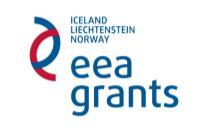 ICELAND
LIECHTENSTEIN
NORWAY
eea
grants